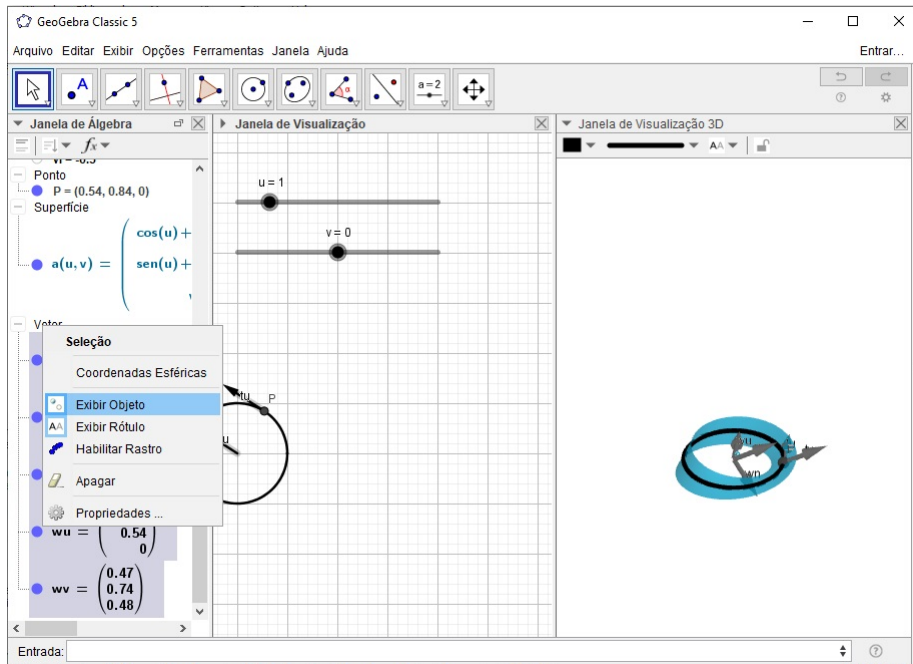 GeoGebra Classic 5
Arquivo Editar Exibir Opções Ferramentas Janela Ajuda Entrar...
A
α
a=2
Janela de Álgebra
Janela de Visualização
Janela de Visualização 3D
fx
AA
Ponto
P = (0.54, 0.84, 0)
Superfície
cos(u)+
a(u,v) = sen(u)+
v
Vetor
Seleção
Coordenadas Esféricas
Exibir Objeto
AA Exibir Rótulo
Habilitar Rastro
Apagar
Propriedades ...
wu = 0.54
0
0.47
wv = 0.74
0.48
u = 1
v = 0
tu P
u
wu
wn
Entrada: